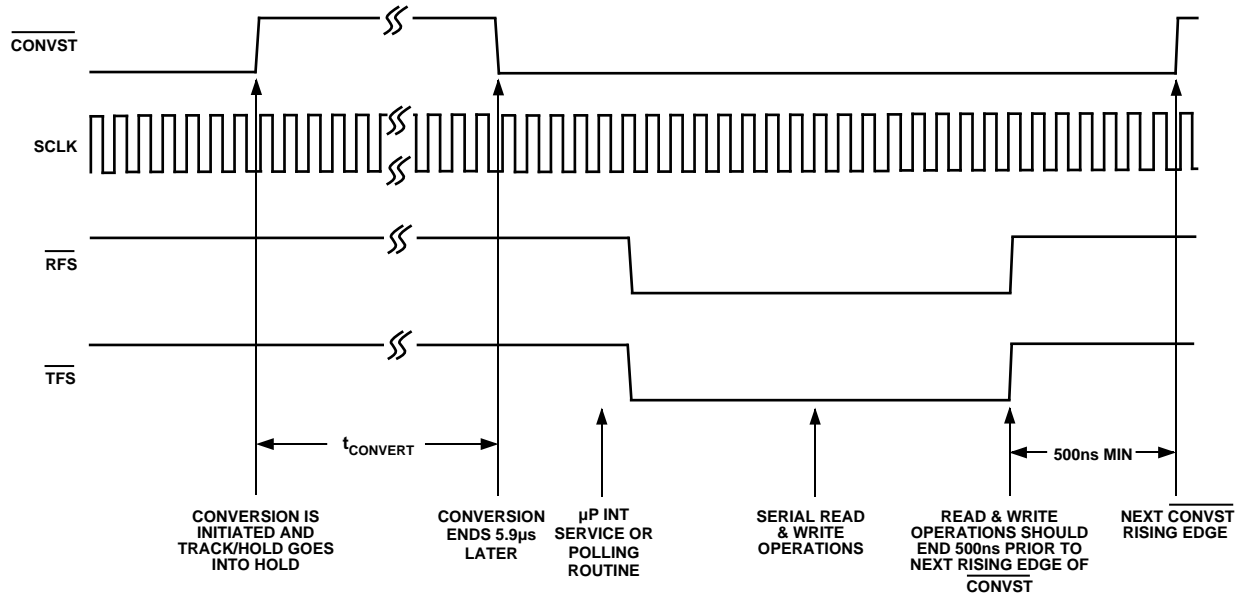 CONVST
SCLK
RFS
TFS
tCONVERT
500ns MIN
CONVERSION IS
INITIATED AND
TRACK/HOLD GOES
INTO HOLD
CONVERSION
ENDS 5.9µs
LATER
µP INT
SERVICE OR
POLLING
ROUTINE
SERIAL READ
& WRITE
OPERATIONS
READ & WRITE
OPERATIONS SHOULD
END 500ns PRIOR TO
NEXT RISING EDGE OF
CONVST
NEXT CONVST
RISING EDGE